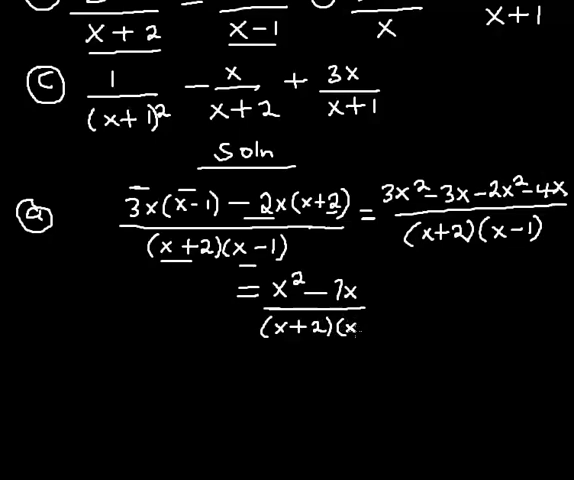 x + 2 x - 1 x x + 1
(c) 1/(x+1)² - x/(x+2) + 3x/(x+1)
Soln
(a) (3x(x-1) - 2x(x+2))/((x+2)(x-1)) = (3x² - 3x - 2x² - 4x)/((x+2)(x-1))
= (x² - 7x)/((x+2)(x